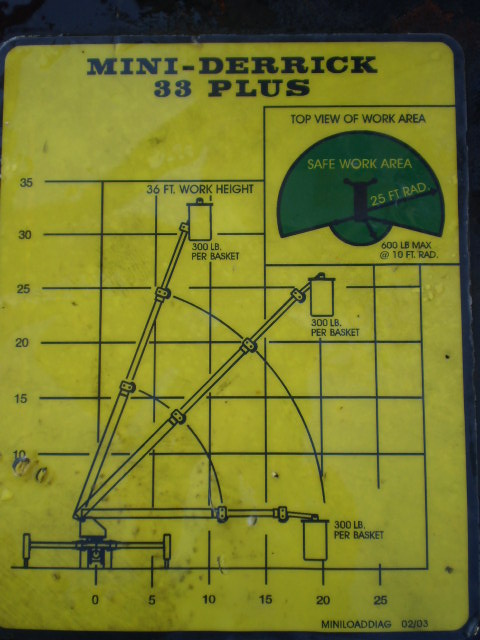 MINI-DERRICK
33 PLUS
TOP VIEW OF WORK AREA
SAFE WORK AREA
25 FT RAD.
600 LB MAX
@ 10 FT. RAD.
36 FT. WORK HEIGHT
35
30
25
20
15
10
300 LB.
PER BASKET
300 LB.
PER BASKET
300 LB.
PER BASKET
0 5 10 15 20 25
MINILOADDIAG 02/03